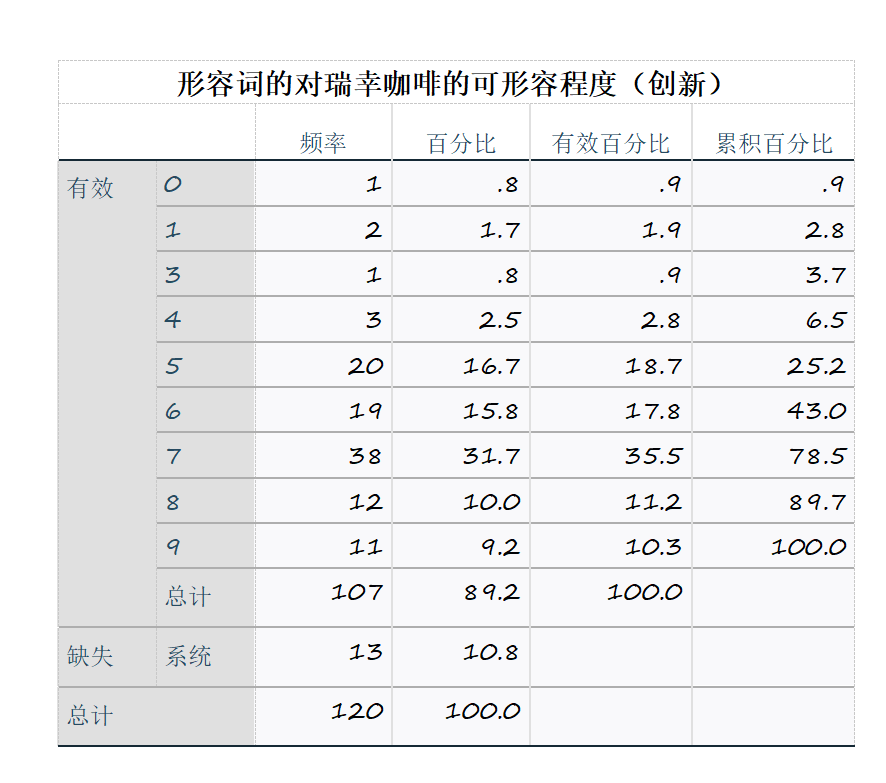 形容词的对瑞幸咖啡的可形容程度（创新）
频率 百分比 有效百分比 累积百分比
有效 0 1 .8 .9 .9
1 2 1.7 1.9 2.8
3 1 .8 .9 3.7
4 3 2.5 2.8 6.5
5 20 16.7 18.7 25.2
6 19 15.8 17.8 43.0
7 38 31.7 35.5 78.5
8 12 10.0 11.2 89.7
9 11 9.2 10.3 100.0
总计 107 89.2 100.0
缺失 系统 13 10.8
总计 120 100.0